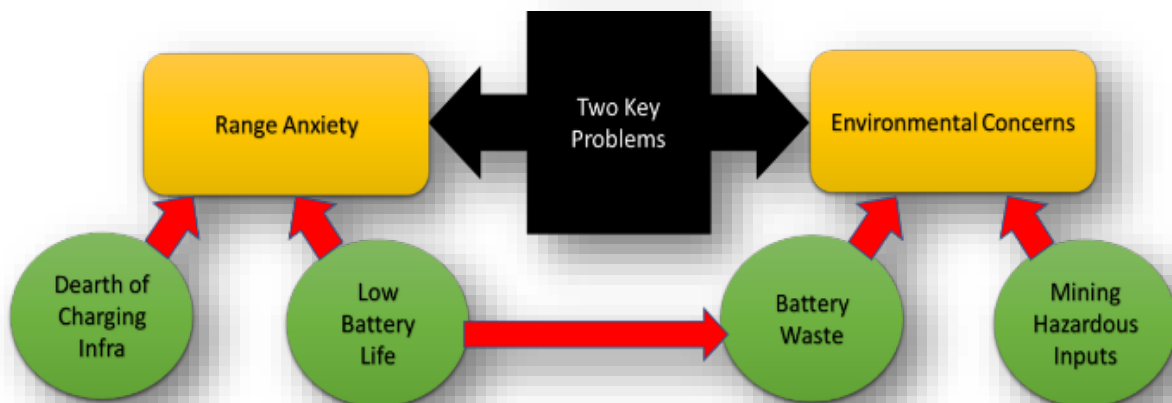 Range Anxiety
Two Key
Problems
Environmental Concerns
Dearth of
Charging
Infra
Low
Battery
Life
Battery
Waste
Mining
Hazardous
Inputs